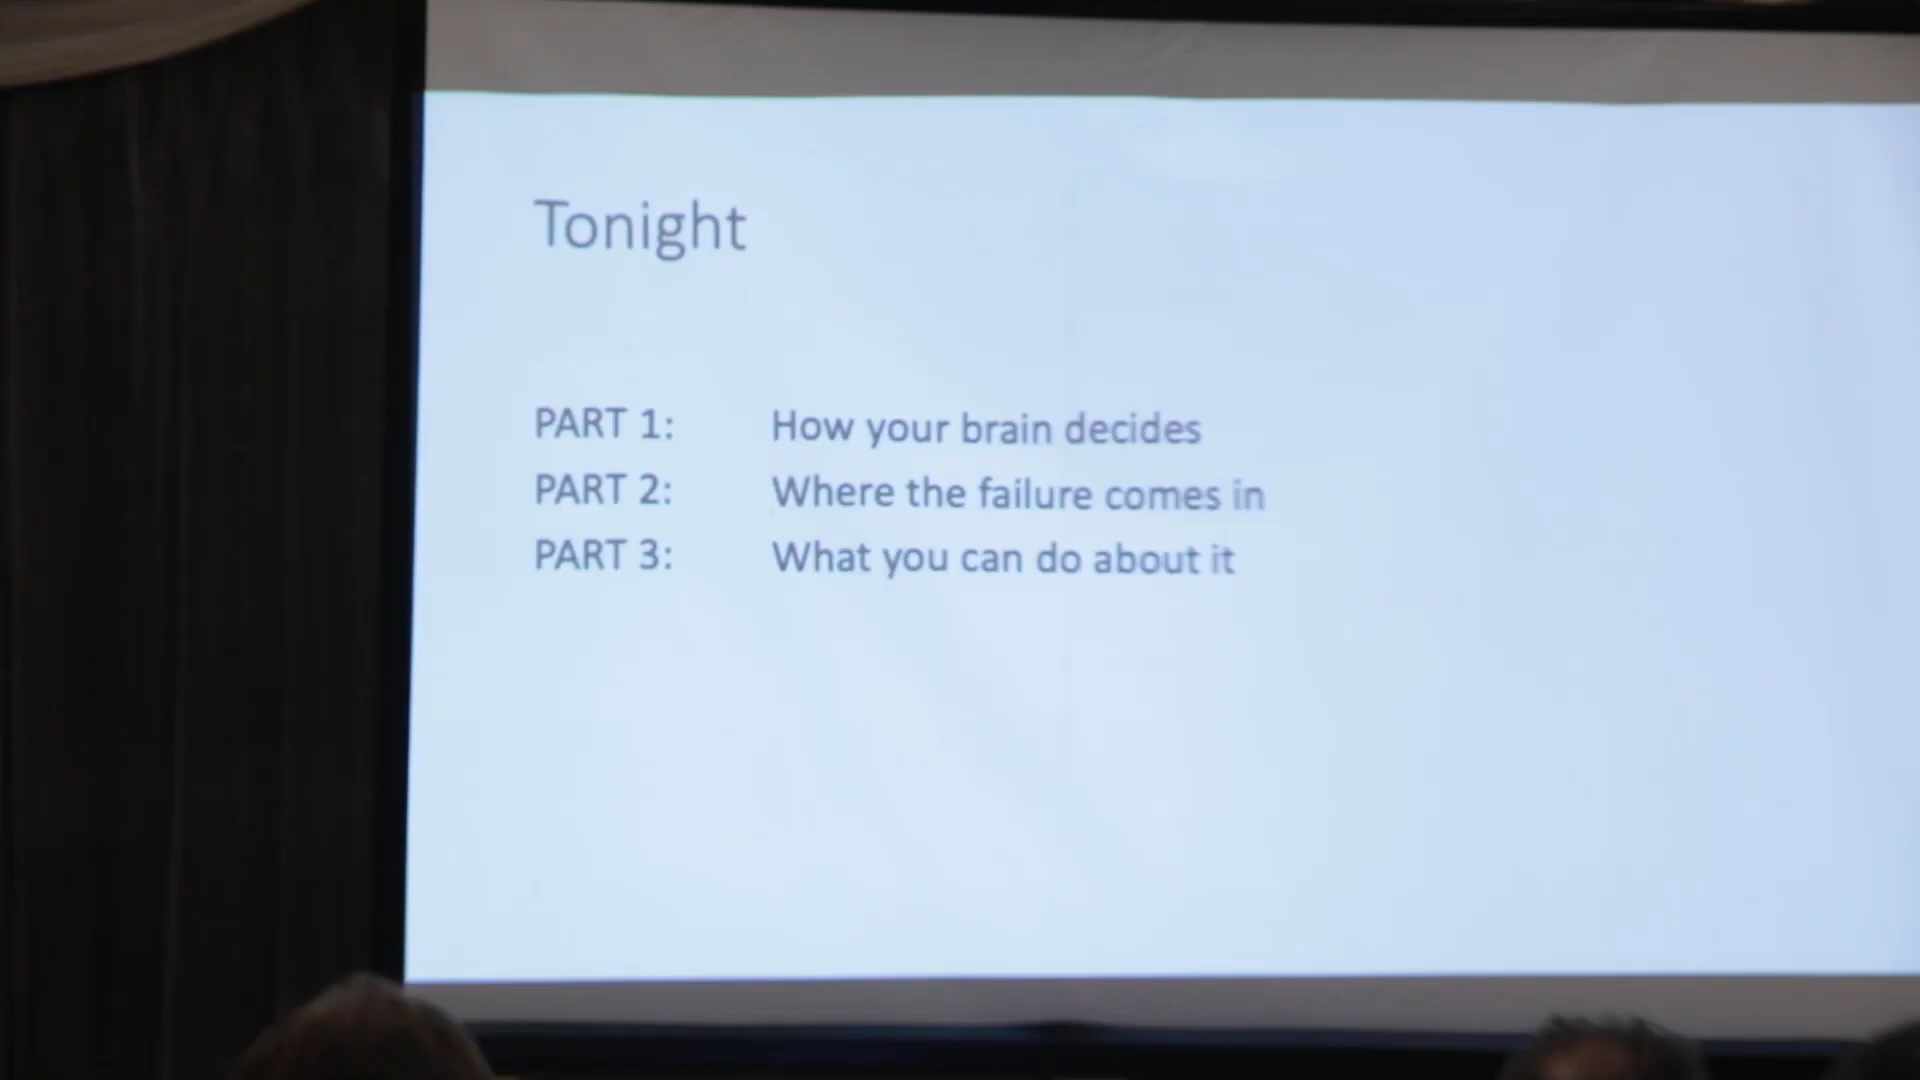 Tonight
PART 1: How your brain decides
PART 2: Where the failure comes in
PART 3: What you can do about it